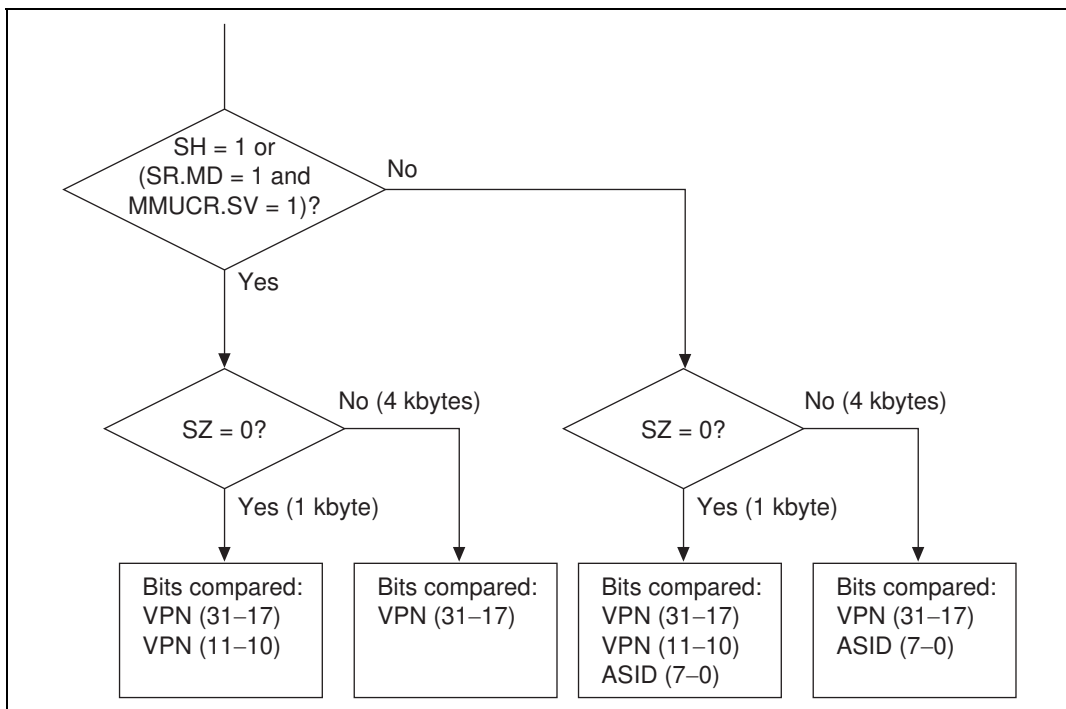 SH = 1 or
(SR.MD = 1 and
MMUCR.SV = 1)?
No
Yes
SZ = 0?
No (4 kbytes)
Yes (1 kbyte)
SZ = 0?
No (4 kbytes)
Yes (1 kbyte)
Bits compared:
VPN (31–17)
VPN (11–10)
Bits compared:
VPN (31–17)
Bits compared:
VPN (31–17)
VPN (11–10)
ASID (7–0)
Bits compared:
VPN (31–17)
ASID (7–0)